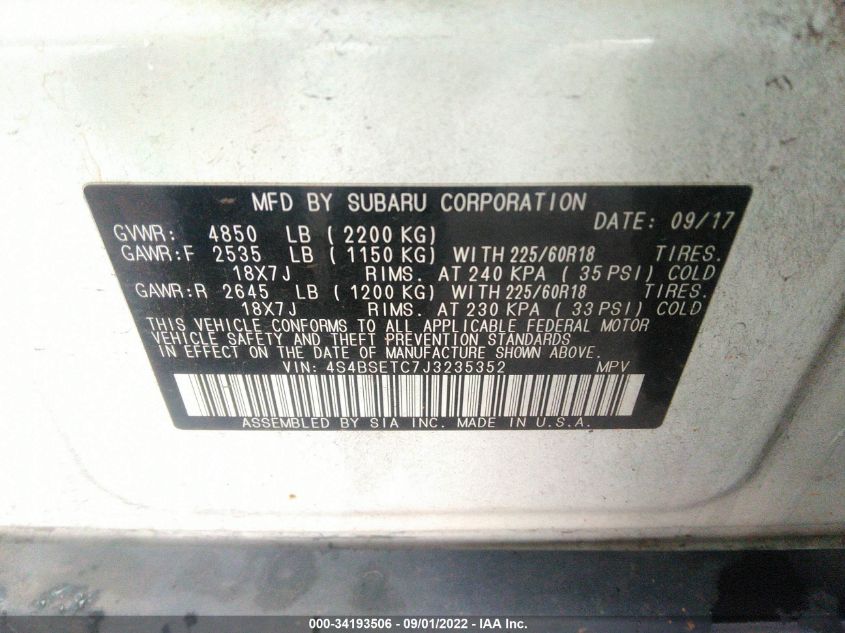 MFD BY SUBARU CORPORATION
DATE: 09/17
GVWR: 4850 LB (2200 KG)
GAWR:F 2535 LB (1150 KG) WITH 225/60R18 TIRES.
18X7J RIMS. AT 240 KPA (35 PSI) COLD
GAWR:R 2645 LB (1200 KG) WITH 225/60R18 TIRES.
18X7J RIMS. AT 230 KPA (33 PSI) COLD
THIS VEHICLE CONFORMS TO ALL APPLICABLE FEDERAL MOTOR
VEHICLE SAFETY AND THEFT PREVENTION STANDARDS
IN EFFECT ON THE DATE OF MANUFACTURE SHOWN ABOVE.
VIN: 4S4BSETC7J3235352 MPV
ASSEMBLED BY SIA INC. MADE IN U.S.A.
000-34193506 - 09/01/2022 - IAA Inc.